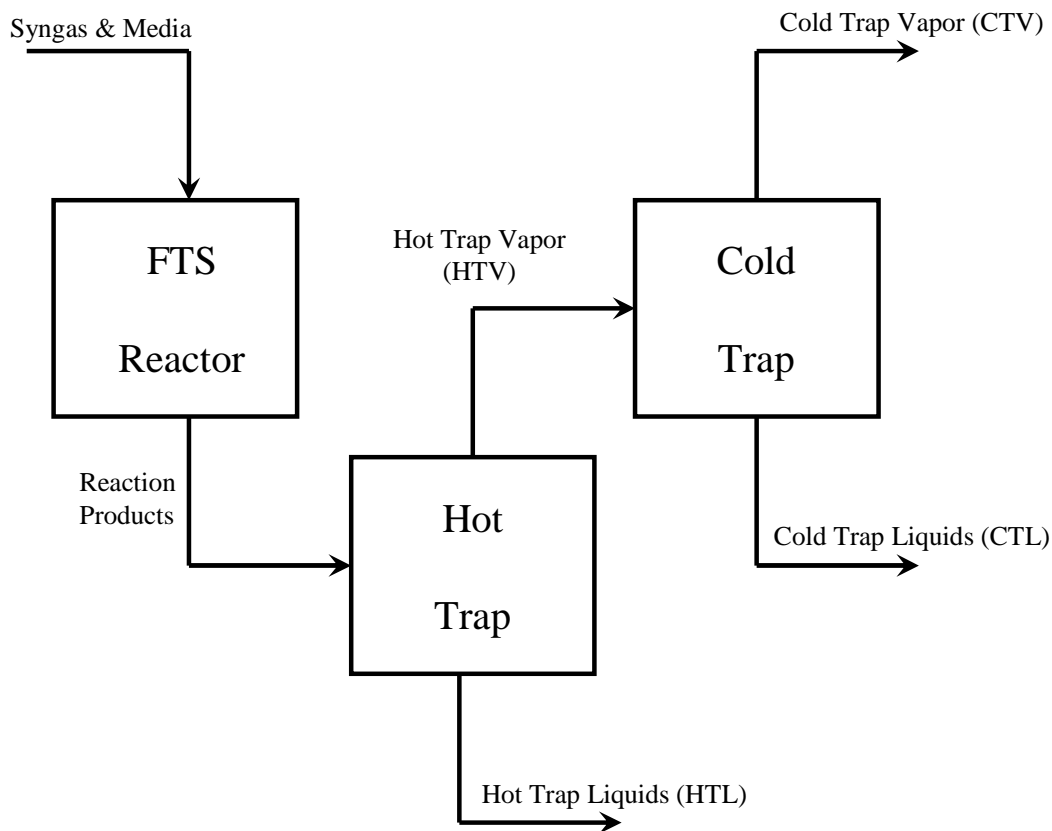 Syngas & Media
Cold Trap Vapor (CTV)
FTS
Reactor
Hot Trap Vapor
(HTV)
Cold
Trap
Reaction
Products
Hot
Trap
Cold Trap Liquids (CTL)
Hot Trap Liquids (HTL)